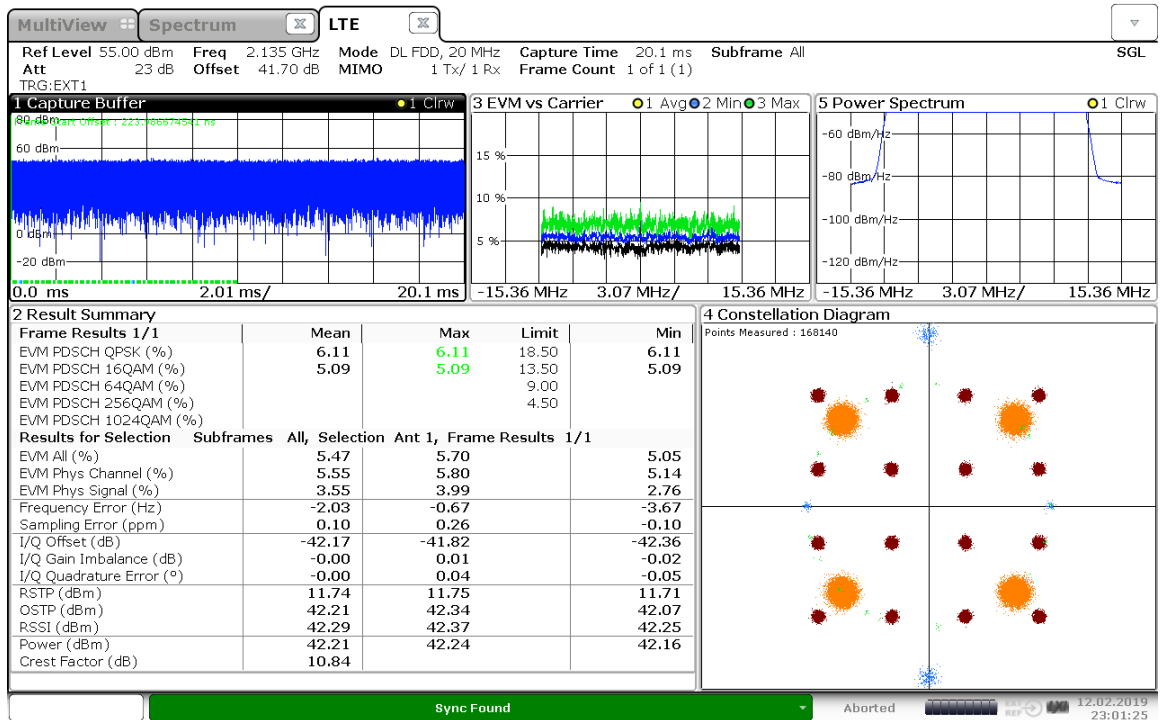 MultiView Spectrum LTE
Ref Level 55.00 dBm Freq 2.135 GHz Mode DL FDD, 20 MHz Capture Time 20.1 ms Subframe All SGL
Att 23 dB Offset 41.70 dB MIMO 1 Tx/ 1 Rx Frame Count 1 of 1 (1)
TRG:EXT1
1 Capture Buffer 1 Clrw
Frame Start Offset : 223.986674541 ns
80 dBm
60 dBm
0 dBm
-20 dBm
0.0 ms 2.01 ms/ 20.1 ms
3 EVM vs Carrier 1 Avg 2 Min 3 Max
15 %
10 %
5 %
-15.36 MHz 3.07 MHz/ 15.36 MHz
5 Power Spectrum 1 Clrw
-60 dBm/Hz
-80 dBm/Hz
-100 dBm/Hz
-120 dBm/Hz
-15.36 MHz 3.07 MHz/ 15.36 MHz
2 Result Summary
Frame Results 1/1 Mean Max Limit Min
EVM PDSCH QPSK (%) 6.11 6.11 18.50 6.11
EVM PDSCH 16QAM (%) 5.09 5.09 13.50 5.09
EVM PDSCH 64QAM (%) 9.00
EVM PDSCH 256QAM (%) 4.50
EVM PDSCH 1024QAM (%)
Results for Selection Subframes All, Selection Ant 1, Frame Results 1/1
EVM All (%) 5.47 5.70 5.05
EVM Phys Channel (%) 5.55 5.80 5.14
EVM Phys Signal (%) 3.55 3.99 2.76
Frequency Error (Hz) -2.03 -0.67 -3.67
Sampling Error (ppm) 0.10 0.26 -0.10
I/Q Offset (dB) -42.17 -41.82 -42.36
I/Q Gain Imbalance (dB) -0.00 0.01 -0.02
I/Q Quadrature Error (°) -0.00 0.04 -0.05
RSTP (dBm) 11.74 11.75 11.71
OSTP (dBm) 42.21 42.34 42.07
RSSI (dBm) 42.29 42.37 42.25
Power (dBm) 42.21 42.24 42.16
Crest Factor (dB) 10.84
4 Constellation Diagram
Points Measured : 168140
Sync Found
Aborted
EXT REF
12.02.2019
23:01:25